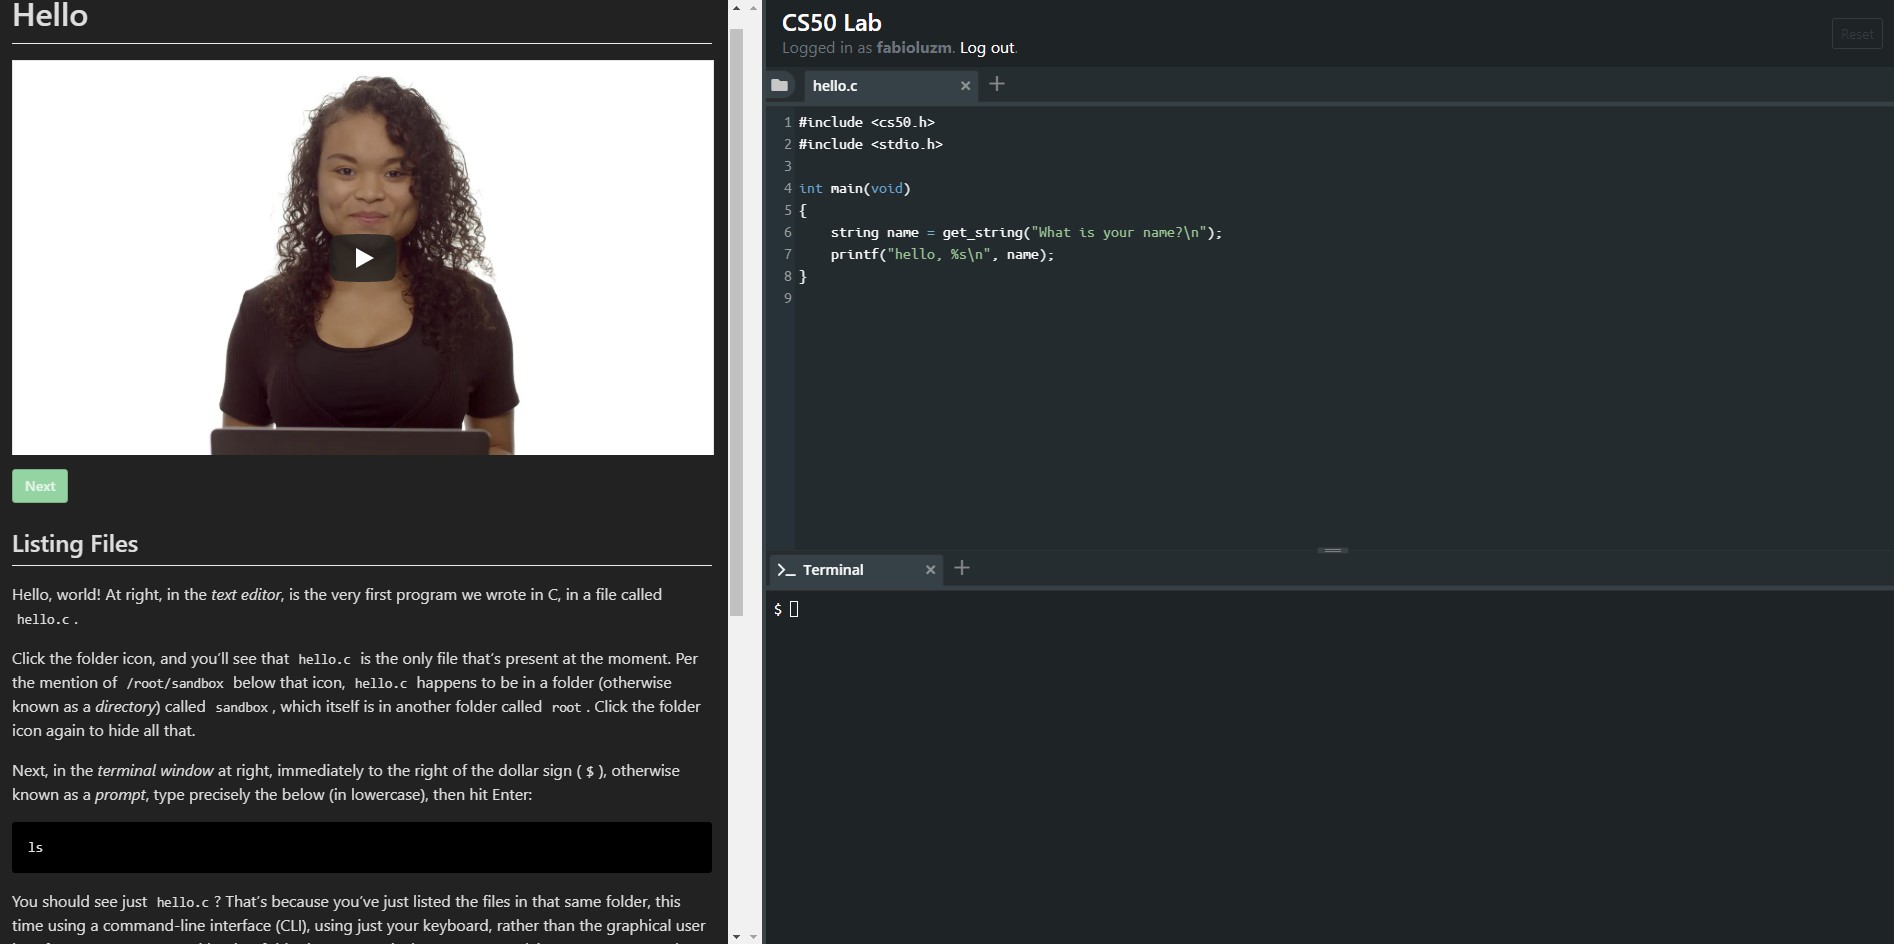 Hello
Next
Listing Files
Hello, world! At right, in the text editor, is the very first program we wrote in C, in a file called
hello.c .
Click the folder icon, and you'll see that hello.c is the only file that's present at the moment. Per
the mention of /root/sandbox below that icon, hello.c happens to be in a folder (otherwise
known as a directory) called sandbox , which itself is in another folder called root . Click the folder
icon again to hide all that.
Next, in the terminal window at right, immediately to the right of the dollar sign ( $ ), otherwise
known as a prompt, type precisely the below (in lowercase), then hit Enter:
ls
You should see just hello.c ? That's because you've just listed the files in that same folder, this
time using a command-line interface (CLI), using just your keyboard, rather than the graphical user
CS50 Lab
Logged in as fabioluzm. Log out.
Reset
hello.c × +
1 #include <cs50.h>
2 #include <stdio.h>
3
4 int main(void)
5 {
6     string name = get_string("What is your name?\n");
7     printf("hello, %s\n", name);
8 }
9
>_ Terminal × +
$